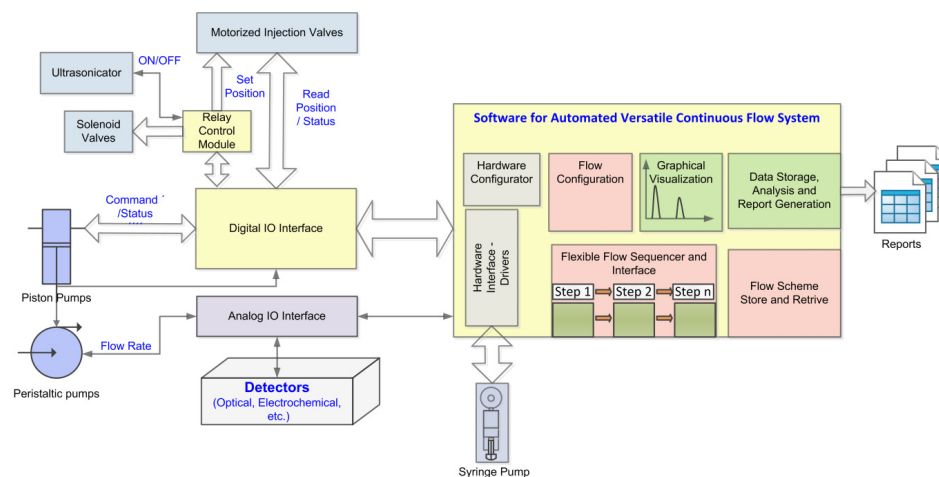 Motorized Injection Valves
ON/OFF
Ultrasonicator
Set
Position
Read
Position
/ Status
Solenoid
Valves
Relay
Control
Module
Software for Automated Versatile Continuous Flow System
Hardware
Configurator
Flow
Configuration
Graphical
Visualization
Data Storage,
Analysis and
Report Generation
Reports
Command ´
/Status
Digital IO Interface
Hardware
Interface -
Drivers
Flexible Flow Sequencer and
Interface
Step 1
Step 2
Step n
Flow Scheme
Store and Retrive
Piston Pumps
Analog IO Interface
Flow Rate
Peristaltic pumps
Detectors
(Optical, Electrochemical,
etc.)
Syringe Pump